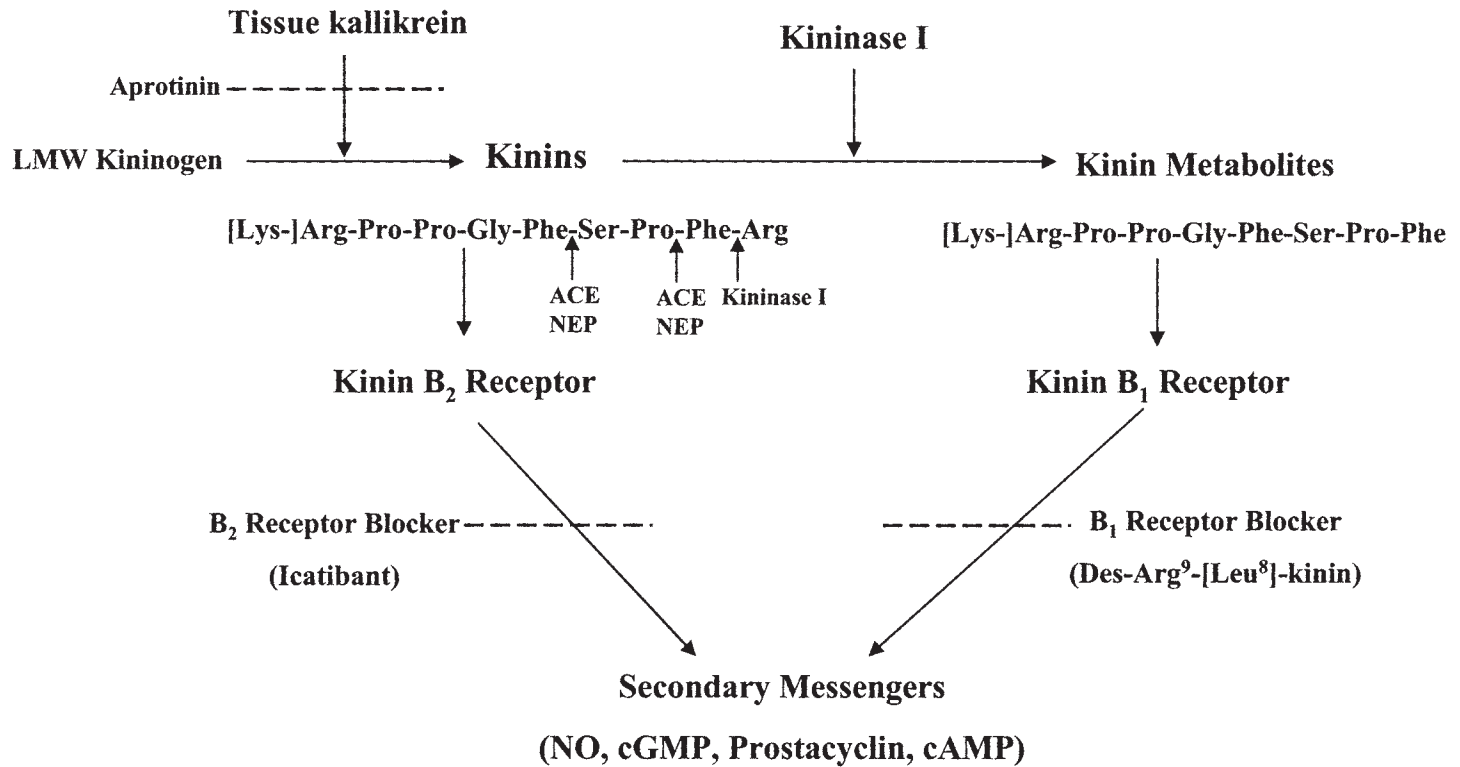 Tissue kallikrein
Kininase I
Aprotinin
LMW Kininogen
Kinins
Kinin Metabolites
[Lys-]Arg-Pro-Pro-Gly-Phe-Ser-Pro-Phe-Arg
[Lys-]Arg-Pro-Pro-Gly-Phe-Ser-Pro-Phe
ACE
NEP
ACE
NEP
Kininase I
Kinin B₂ Receptor
Kinin B₁ Receptor
B₂ Receptor Blocker
(Icatibant)
B₁ Receptor Blocker
(Des-Arg⁹-[Leu⁸]-kinin)
Secondary Messengers
(NO, cGMP, Prostacyclin, cAMP)